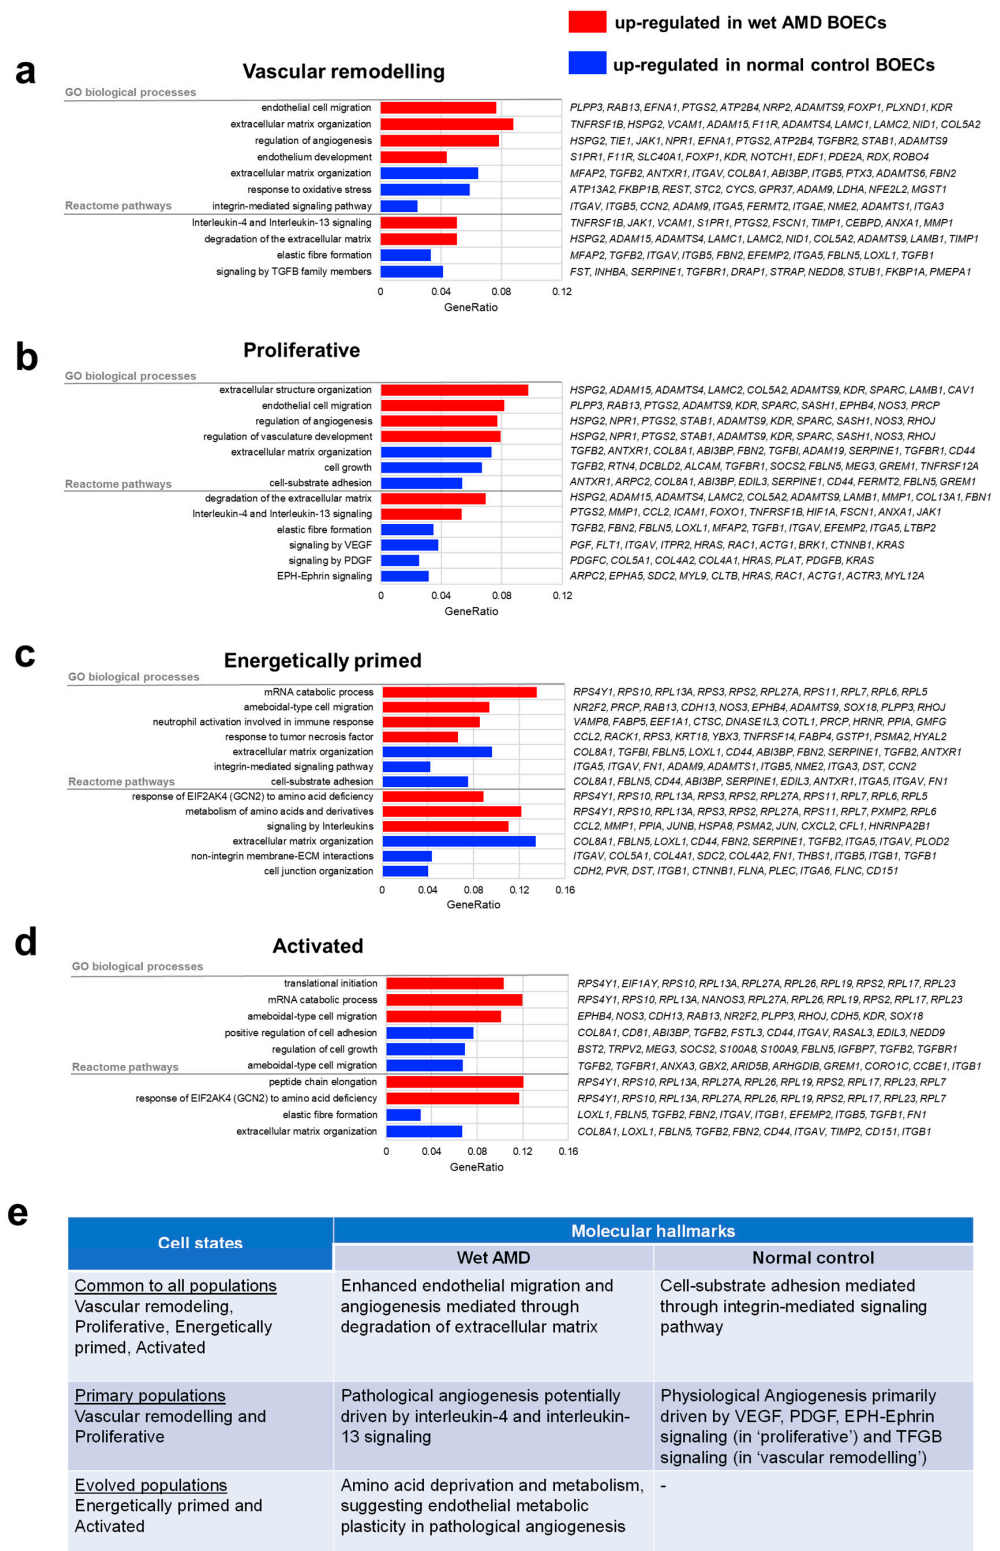 up-regulated in wet AMD BOECs
up-regulated in normal control BOECs
a
Vascular remodelling
GO biological processes
endothelial cell migration PLPP3, RAB13, EFNA1, PTGS2, ATP2B4, NRP2, ADAMTS9, FOXP1, PLXND1, KDR
extracellular matrix organization TNFRSF1B, HSPG2, VCAM1, ADAM15, F11R, ADAMTS4, LAMC1, LAMC2, NID1, COL5A2
regulation of angiogenesis HSPG2, TIE1, JAK1, NPR1, EFNA1, PTGS2, ATP2B4, TGFBR2, STAB1, ADAMTS9
endothelium development S1PR1, F11R, SLC40A1, FOXP1, KDR, NOTCH1, EDF1, PDE2A, RDX, ROBO4
extracellular matrix organization MFAP2, TGFB2, ANTXR1, ITGAV, COL8A1, ABI3BP, ITGB5, PTX3, ADAMTS6, FBN2
response to oxidative stress ATP13A2, FKBP1B, REST, STC2, CYCS, GPR37, ADAM9, LDHA, NFE2L2, MGST1
integrin-mediated signaling pathway ITGAV, ITGB5, CCN2, ADAM9, ITGA5, FERMT2, ITGAE, NME2, ADAMTS1, ITGA3
Reactome pathways
Interleukin-4 and Interleukin-13 signaling TNFRSF1B, JAK1, VCAM1, S1PR1, PTGS2, FSCN1, TIMP1, CEBPD, ANXA1, MMP1
degradation of the extracellular matrix HSPG2, ADAM15, ADAMTS4, LAMC1, LAMC2, NID1, COL5A2, ADAMTS9, LAMB1, TIMP1
elastic fibre formation MFAP2, TGFB2, ITGAV, ITGB5, FBN2, EFEMP2, ITGA5, FBLN5, LOXL1, TGFB1
signaling by TGFB family members FST, INHBA, SERPINE1, TGFBR1, DRAP1, STRAP, NEDD8, STUB1, FKBP1A, PMEPA1
0 0.04 0.08 0.12
GeneRatio
b
Proliferative
GO biological processes
extracellular structure organization HSPG2, ADAM15, ADAMTS4, LAMC2, COL5A2, ADAMTS9, KDR, SPARC, LAMB1, CAV1
endothelial cell migration PLPP3, RAB13, PTGS2, ADAMTS9, KDR, SPARC, SASH1, EPHB4, NOS3, PRCP
regulation of angiogenesis HSPG2, NPR1, PTGS2, STAB1, ADAMTS9, KDR, SPARC, SASH1, NOS3, RHOJ
regulation of vasculature development HSPG2, NPR1, PTGS2, STAB1, ADAMTS9, KDR, SPARC, SASH1, NOS3, RHOJ
extracellular matrix organization TGFB2, ANTXR1, COL8A1, ABI3BP, FBN2, TGFBI, ADAM19, SERPINE1, TGFBR1, CD44
cell growth TGFB2, RTN4, DCBLD2, ALCAM, TGFBR1, SOCS2, FBLN5, MEG3, GREM1, TNFRSF12A
cell-substrate adhesion ANTXR1, ARPC2, COL8A1, ABI3BP, EDIL3, SERPINE1, CD44, FERMT2, FBLN5, GREM1
Reactome pathways
degradation of the extracellular matrix HSPG2, ADAM15, ADAMTS4, LAMC2, COL5A2, ADAMTS9, LAMB1, MMP1, COL13A1, FBN1
Interleukin-4 and Interleukin-13 signaling PTGS2, MMP1, CCL2, ICAM1, FOXO1, TNFRSF1B, HIF1A, FSCN1, ANXA1, JAK1
elastic fibre formation TGFB2, FBN2, FBLN5, LOXL1, MFAP2, TGFB1, ITGAV, EFEMP2, ITGA5, LTBP2
signaling by VEGF PGF, FLT1, ITGAV, ITPR2, HRAS, RAC1, ACTG1, BRK1, CTNNB1, KRAS
signaling by PDGF PDGFC, COL5A1, COL4A2, COL4A1, HRAS, PLAT, PDGFB, KRAS
EPH-Ephrin signaling ARPC2, EPHA5, SDC2, MYL9, CLTB, HRAS, RAC1, ACTG1, ACTR3, MYL12A
0 0.04 0.08 0.12
GeneRatio
c
Energetically primed
GO biological processes
mRNA catabolic process RPS4Y1, RPS10, RPL13A, RPS3, RPS2, RPL27A, RPS11, RPL7, RPL6, RPL5
ameboidal-type cell migration NR2F2, PRCP, RAB13, CDH13, NOS3, EPHB4, ADAMTS9, SOX18, PLPP3, RHOJ
neutrophil activation involved in immune response VAMP8, FABP5, EEF1A1, CTSC, DNASE1L3, COTL1, PRCP, HRNR, PPIA, GMFG
response to tumor necrosis factor CCL2, RACK1, RPS3, KRT18, YBX3, TNFRSF14, FABP4, GSTP1, PSMA2, HYAL2
extracellular matrix organization COL8A1, TGFBI, FBLN5, LOXL1, CD44, ABI3BP, FBN2, SERPINE1, TGFB2, ANTXR1
integrin-mediated signaling pathway ITGA5, ITGAV, FN1, ADAM9, ADAMTS1, ITGB5, NME2, ITGA3, DST, CCN2
cell-substrate adhesion COL8A1, FBLN5, CD44, ABI3BP, SERPINE1, EDIL3, ANTXR1, ITGA5, ITGAV, FN1
Reactome pathways
response of EIF2AK4 (GCN2) to amino acid deficiency RPS4Y1, RPS10, RPL13A, RPS3, RPS2, RPL27A, RPS11, RPL7, RPL6, RPL5
metabolism of amino acids and derivatives RPS4Y1, RPS10, RPL13A, RPS3, RPS2, RPL27A, RPS11, RPL7, PXMP2, RPL6
signaling by Interleukins CCL2, MMP1, PPIA, JUNB, HSPA8, PSMA2, JUN, CXCL2, CFL1, HNRNPA2B1
extracellular matrix organization COL8A1, FBLN5, LOXL1, CD44, FBN2, SERPINE1, TGFB2, ITGA5, ITGAV, PLOD2
non-integrin membrane-ECM interactions ITGAV, COL5A1, COL4A1, SDC2, COL4A2, FN1, THBS1, ITGB5, ITGB1, TGFB1
cell junction organization CDH2, PVR, DST, ITGB1, CTNNB1, FLNA, PLEC, ITGA6, FLNC, CD151
0 0.04 0.08 0.12 0.16
GeneRatio
d
Activated
GO biological processes
translational initiation RPS4Y1, EIF1AY, RPS10, RPL13A, RPL27A, RPL26, RPL19, RPS2, RPL17, RPL23
mRNA catabolic process RPS4Y1, RPS10, RPL13A, NANOS3, RPL27A, RPL26, RPL19, RPS2, RPL17, RPL23
ameboidal-type cell migration EPHB4, NOS3, CDH13, RAB13, NR2F2, PLPP3, RHOJ, CDH5, KDR, SOX18
positive regulation of cell adhesion COL8A1, CD81, ABI3BP, TGFB2, FSTL3, CD44, ITGAV, RASAL3, EDIL3, NEDD9
regulation of cell growth BST2, TRPV2, MEG3, SOCS2, S100A8, S100A9, FBLN5, IGFBP7, TGFB2, TGFBR1
ameboidal-type cell migration TGFB2, TGFBR1, ANXA3, GBX2, ARID5B, ARHGDIB, GREM1, CORO1C, CCBE1, ITGB1
Reactome pathways
peptide chain elongation RPS4Y1, RPS10, RPL13A, RPL27A, RPL26, RPL19, RPS2, RPL17, RPL23, RPL7
response of EIF2AK4 (GCN2) to amino acid deficiency RPS4Y1, RPS10, RPL13A, RPL27A, RPL26, RPL19, RPS2, RPL17, RPL23, RPL7
elastic fibre formation LOXL1, FBLN5, TGFB2, FBN2, ITGAV, ITGB1, EFEMP2, ITGB5, TGFB1, FN1
extracellular matrix organization COL8A1, LOXL1, FBLN5, TGFB2, FBN2, CD44, ITGAV, TIMP2, CD151, ITGB1
0 0.04 0.08 0.12 0.16
GeneRatio
e
Cell states
Molecular hallmarks
Wet AMD
Normal control
Common to all populations
Vascular remodeling,
Proliferative, Energetically
primed, Activated
Enhanced endothelial migration and
angiogenesis mediated through
degradation of extracellular matrix
Cell-substrate adhesion mediated
through integrin-mediated signaling
pathway
Primary populations
Vascular remodelling and
Proliferative
Pathological angiogenesis potentially
driven by interleukin-4 and interleukin-
13 signaling
Physiological Angiogenesis primarily
driven by VEGF, PDGF, EPH-Ephrin
signaling (in ‘proliferative’) and TFGB
signaling (in ‘vascular remodelling’)
Evolved populations
Energetically primed and
Activated
Amino acid deprivation and metabolism,
suggesting endothelial metabolic
plasticity in pathological angiogenesis
-